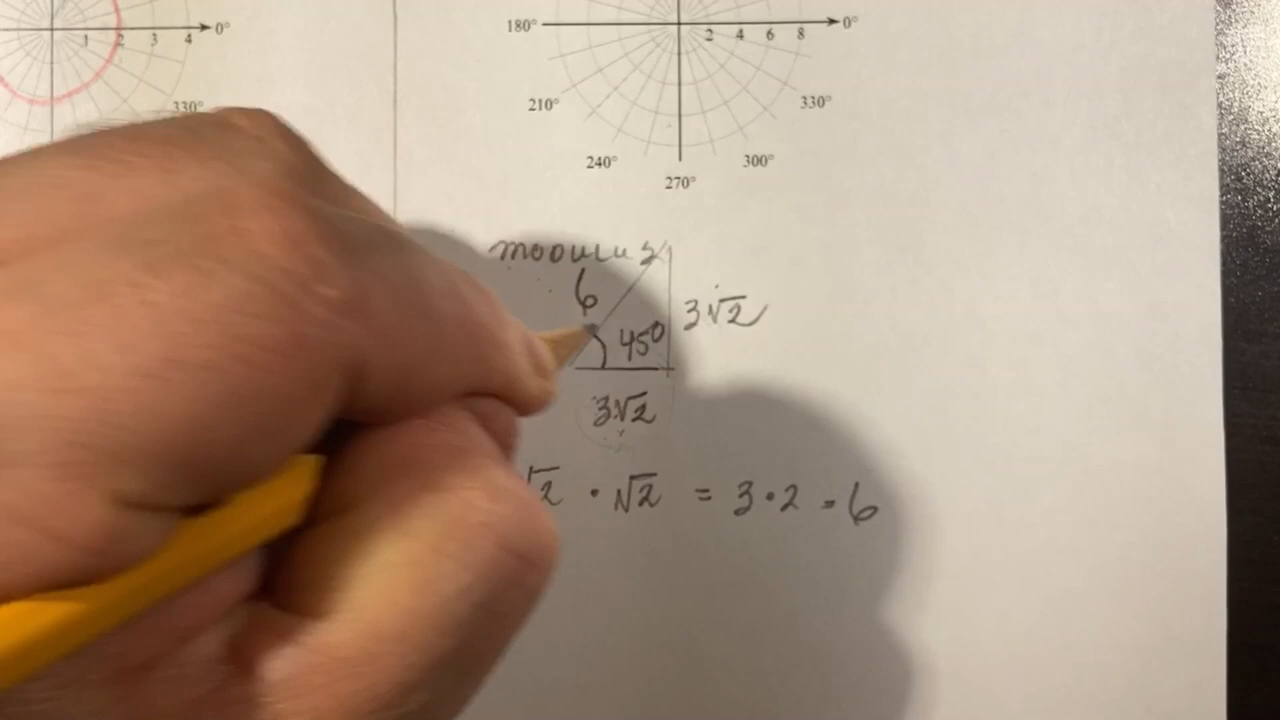 0°
1 2 3 4
330°
180° 0°
2 4 6 8
210° 330°
240° 300°
270°
modulus
6
45°
3√2
3√2
√2 · √2 = 3·2 = 6